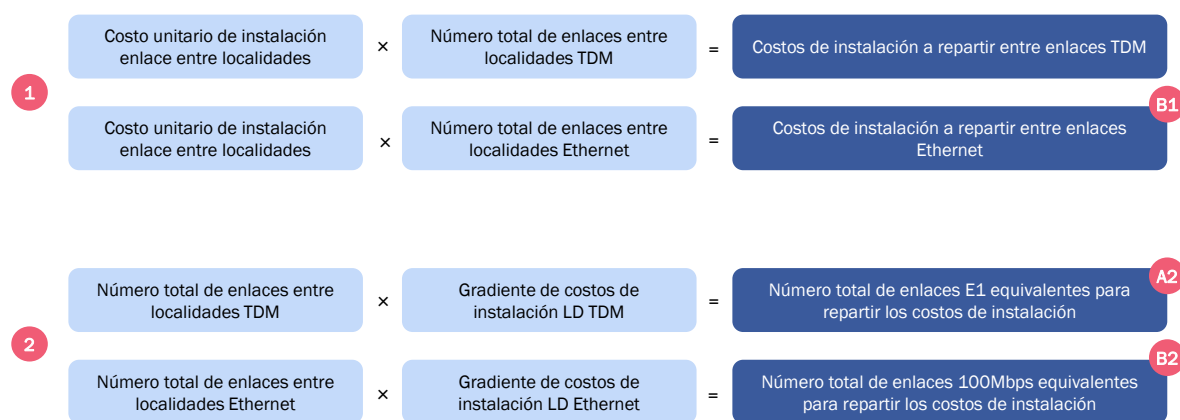 Costo unitario de instalación
enlace entre localidades
×
Número total de enlaces entre
localidades TDM
=
Costos de instalación a repartir entre enlaces TDM
1
B1
Costo unitario de instalación
enlace entre localidades
×
Número total de enlaces entre
localidades Ethernet
=
Costos de instalación a repartir entre enlaces
Ethernet
A2
Número total de enlaces entre
localidades TDM
×
Gradiente de costos de
instalación LD TDM
=
Número total de enlaces E1 equivalentes para
repartir los costos de instalación
2
B2
Número total de enlaces entre
localidades Ethernet
×
Gradiente de costos de
instalación LD Ethernet
=
Número total de enlaces 100Mbps equivalentes
para repartir los costos de instalación